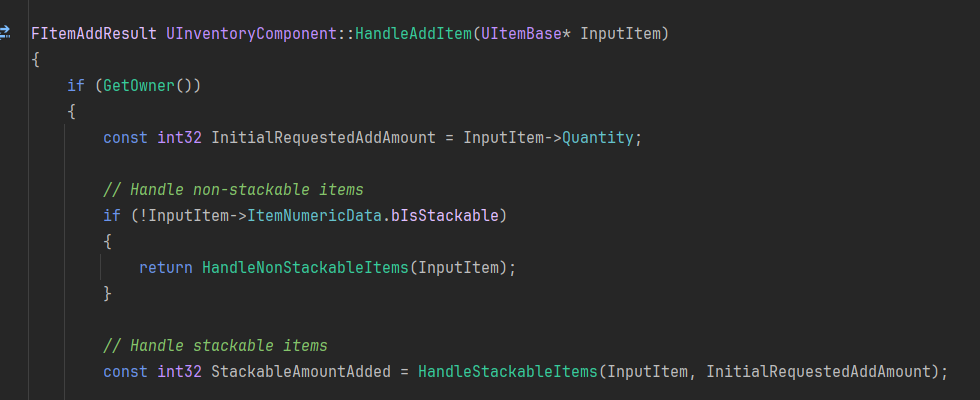 FItemAddResult UInventoryComponent::HandleAddItem(UItemBase* InputItem)
{
if (GetOwner())
{
const int32 InitialRequestedAddAmount = InputItem->Quantity;
// Handle non-stackable items
if (!InputItem->ItemNumericData.bIsStackable)
{
return HandleNonStackableItems(InputItem);
}
// Handle stackable items
const int32 StackableAmountAdded = HandleStackableItems(InputItem, InitialRequestedAddAmount);